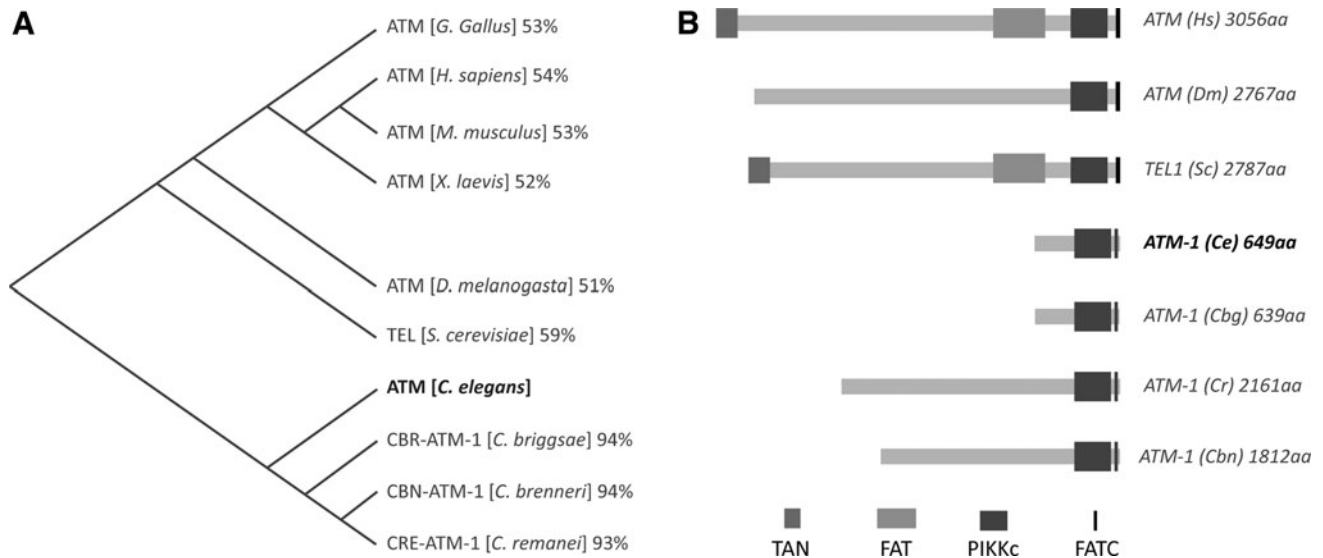 A
ATM [G. Gallus] 53%
ATM [H. sapiens] 54%
ATM [M. musculus] 53%
ATM [X. laevis] 52%
ATM [D. melanogasta] 51%
TEL [S. cerevisiae] 59%
ATM [C. elegans]
CBR-ATM-1 [C. briggsae] 94%
CBN-ATM-1 [C. brenneri] 94%
CRE-ATM-1 [C. remanei] 93%
B
ATM (Hs) 3056aa
ATM (Dm) 2767aa
TEL1 (Sc) 2787aa
ATM-1 (Ce) 649aa
ATM-1 (Cbg) 639aa
ATM-1 (Cr) 2161aa
ATM-1 (Cbn) 1812aa
TAN FAT PIKKc FATC